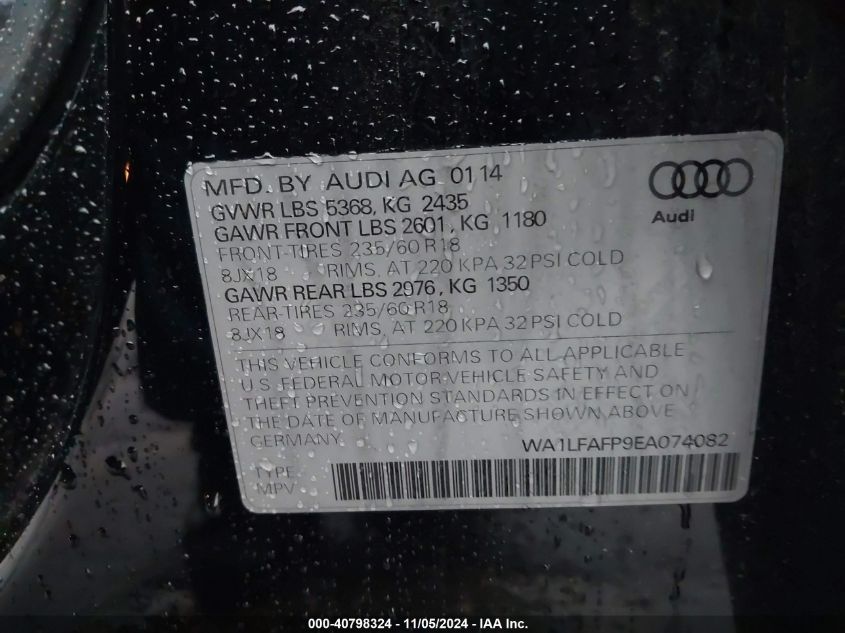 MFD. BY AUDI AG 01 14
GVWR LBS 5368, KG 2435
GAWR FRONT LBS 2601, KG 1180
FRONT-TIRES 235/60 R18
8JX18 RIMS, AT 220 KPA 32 PSI COLD
GAWR REAR LBS 2976, KG 1350
REAR-TIRES 235/60 R18
8JX18 RIMS, AT 220 KPA 32 PSI COLD
Audi
THIS VEHICLE CONFORMS TO ALL APPLICABLE
U.S. FEDERAL MOTOR VEHICLE SAFETY AND
THEFT PREVENTION STANDARDS IN EFFECT ON
THE DATE OF MANUFACTURE SHOWN ABOVE
GERMANY
WA1LFAFP9EA074082
TYPE
MPV
000-40798324 - 11/05/2024 - IAA Inc.